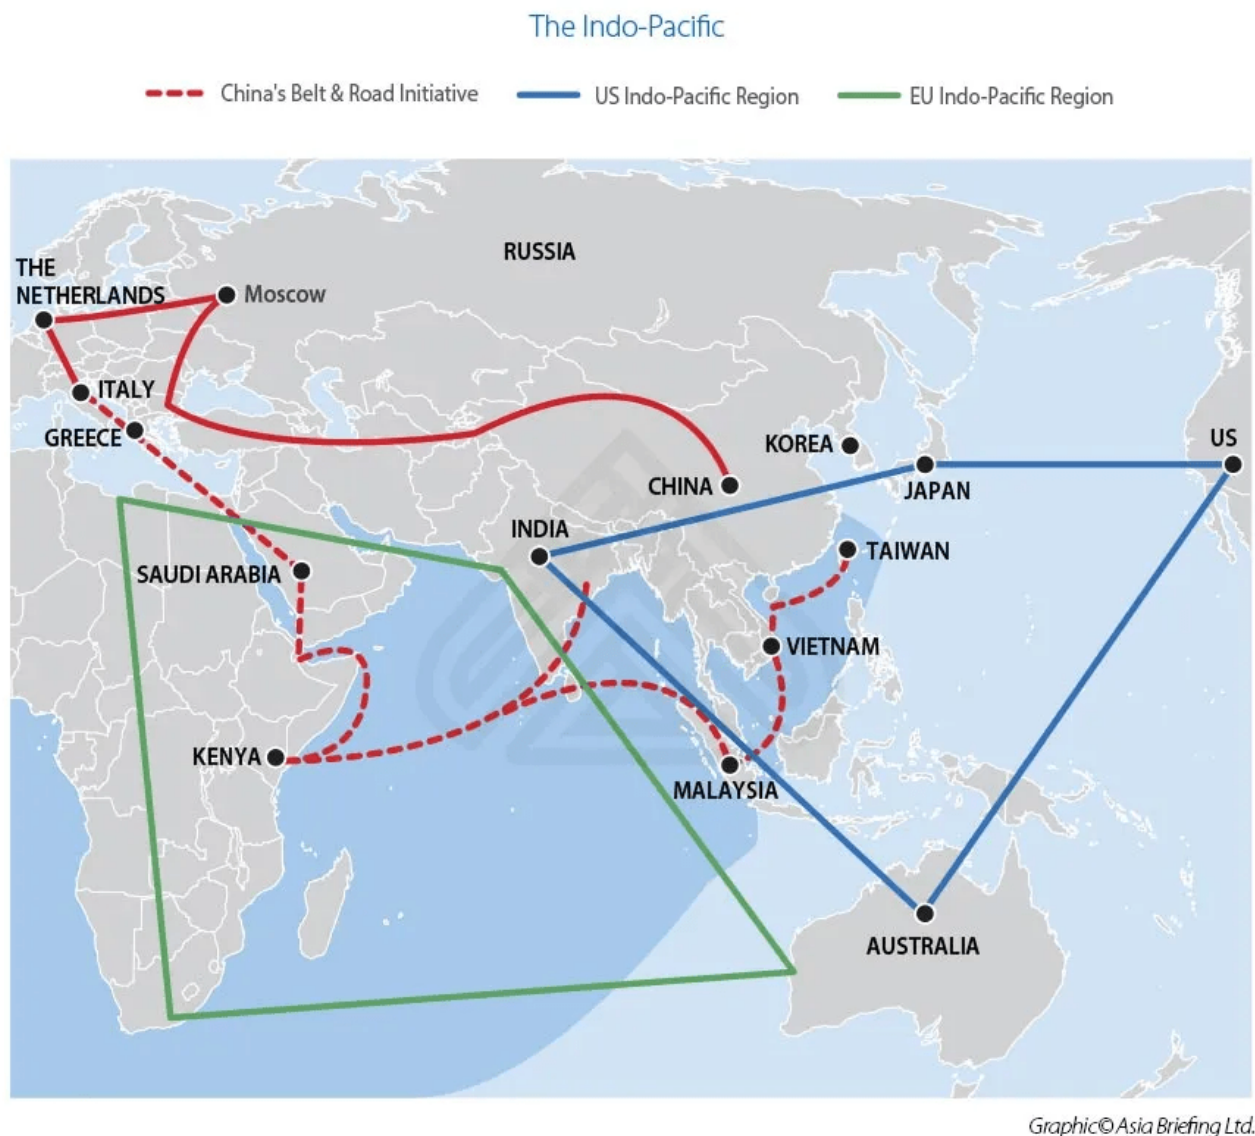 The Indo-Pacific
China's Belt & Road Initiative
US Indo-Pacific Region
EU Indo-Pacific Region
RUSSIA
THE
NETHERLANDS
Moscow
ITALY
GREECE
KOREA
US
CHINA
JAPAN
INDIA
TAIWAN
SAUDI ARABIA
VIETNAM
KENYA
MALAYSIA
AUSTRALIA
Graphic© Asia Briefing Ltd.